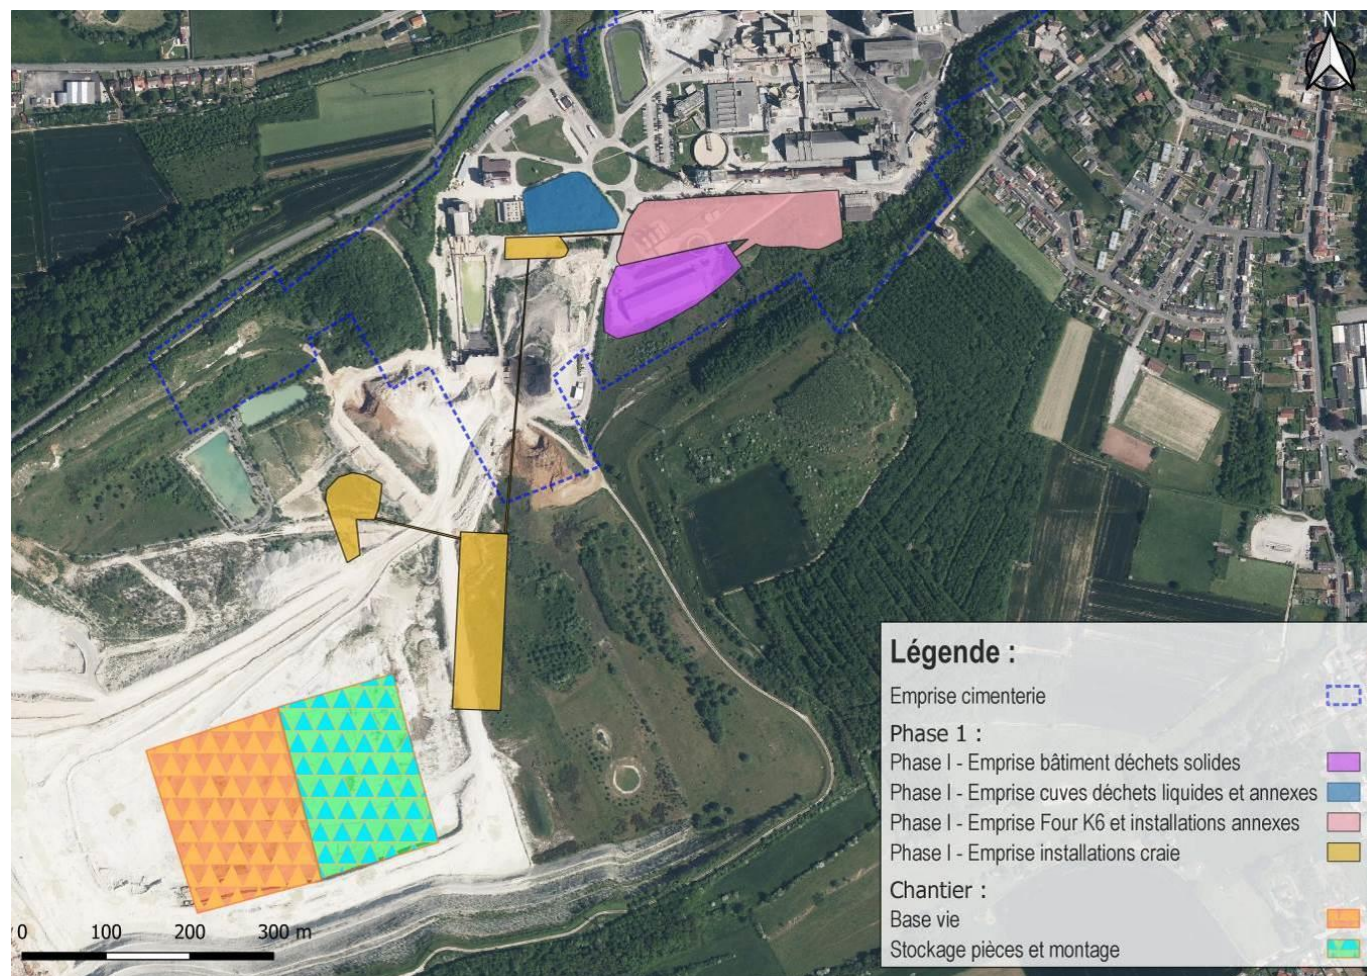 N
Légende :
Emprise cimenterie
Phase 1 :
Phase I - Emprise bâtiment déchets solides
Phase I - Emprise cuves déchets liquides et annexes
Phase I - Emprise Four K6 et installations annexes
Phase I - Emprise installations craie
Chantier :
Base vie
Stockage pièces et montage
0 100 200 300 m